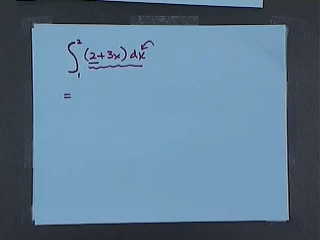 ∫₁² (2+3x) dx
=